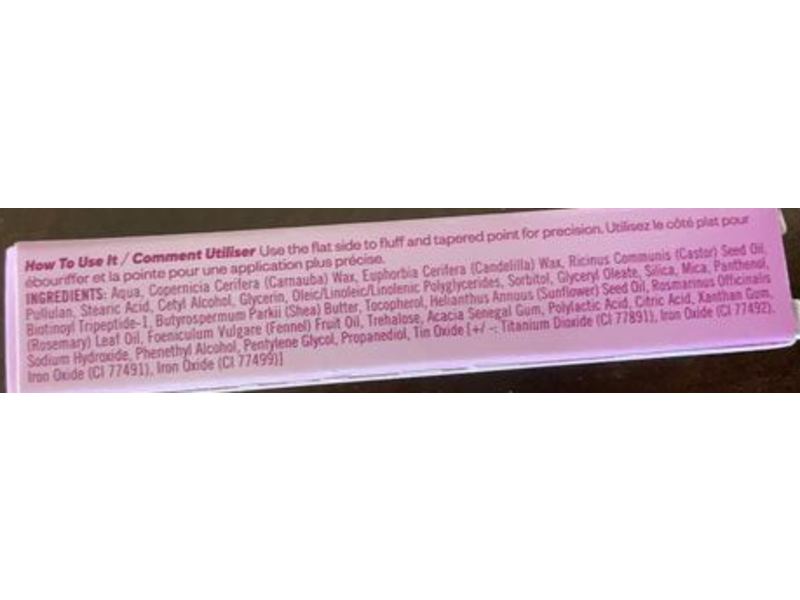 How To Use It / Comment Utiliser Use the flat side to fluff and tapered point for precision. Utilisez le côté plat pour
ébouriffer et la pointe pour une application plus précise.
INGREDIENTS: Aqua, Copernicia Cerifera (Carnauba) Wax, Euphorbia Cerifera (Candelilla) Wax, Ricinus Communis (Castor) Seed Oil,
Pullulan, Stearic Acid, Cetyl Alcohol, Glycerin, Oleic/Linoleic/Linolenic Polyglycerides, Sorbitol, Glyceryl Oleate, Silica, Mica, Panthenol,
Biotinoyl Tripeptide-1, Butyrospermum Parkii (Shea) Butter, Tocopherol, Helianthus Annuus (Sunflower) Seed Oil, Rosmarinus Officinalis
(Rosemary) Leaf Oil, Foeniculum Vulgare (Fennel) Fruit Oil, Trehalose, Acacia Senegal Gum, Polylactic Acid, Citric Acid, Xanthan Gum,
Sodium Hydroxide, Phenethyl Alcohol, Pentylene Glycol, Propanediol, Tin Oxide [+/ -: Titanium Dioxide (CI 77891), Iron Oxide (CI 77492),
Iron Oxide (CI 77491), Iron Oxide (CI 77499)]